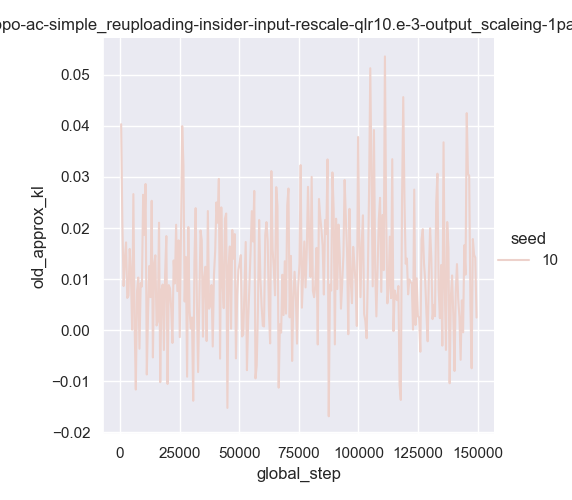 ppo-ac-simple_reuploading-insider-input-rescale-qlr10.e-3-output_scaleing-1pa
0.05
0.04
0.03
0.02
0.01
0.00
−0.01
−0.02
old_approx_kl
0 25000 50000 75000 100000 125000 150000
global_step
seed
10